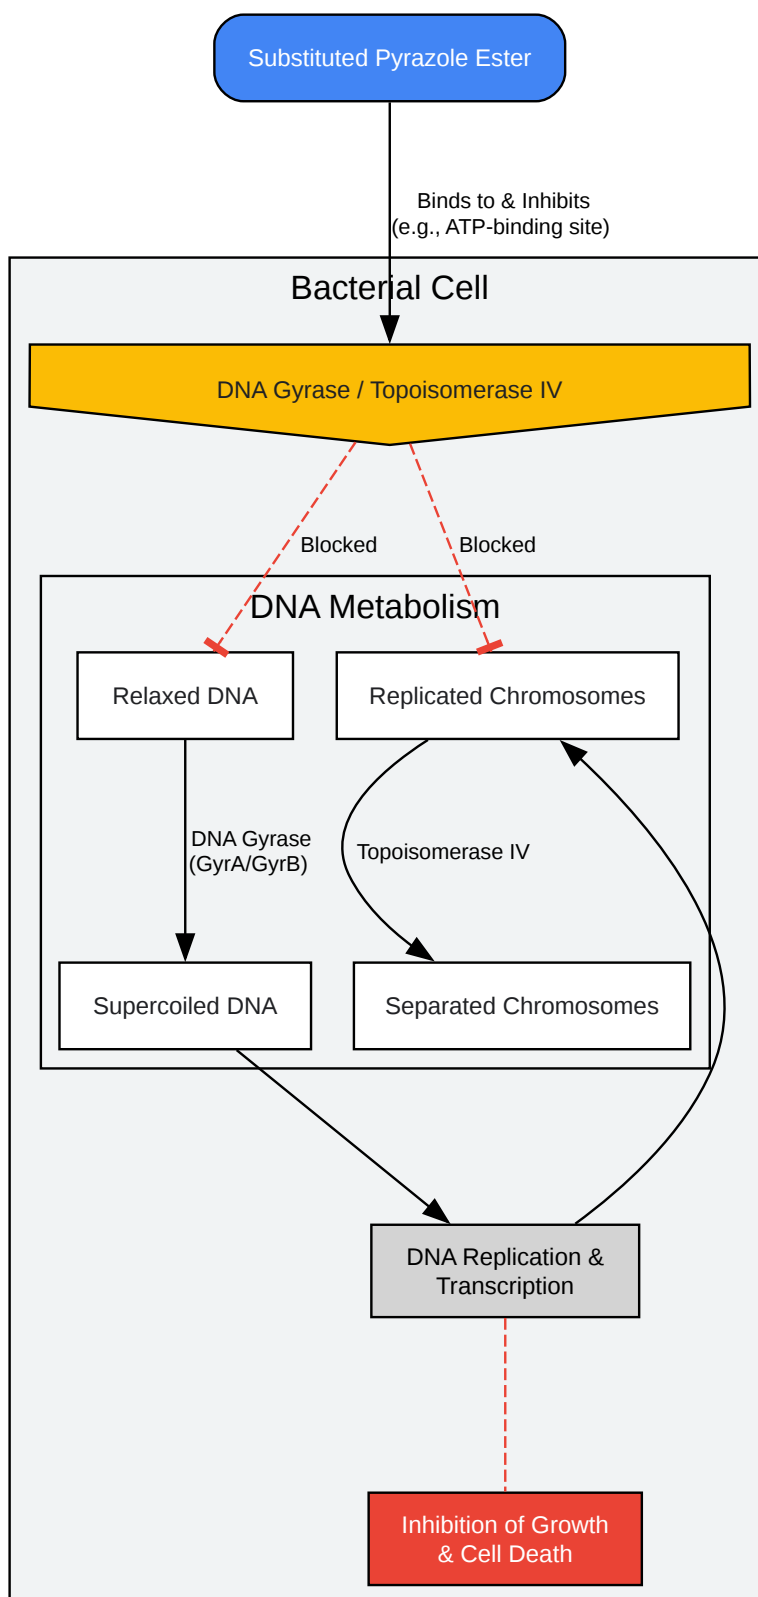 Substituted Pyrazole Ester
Binds to & Inhibits
(e.g., ATP-binding site)
Bacterial Cell
DNA Gyrase / Topoisomerase IV
Blocked
Blocked
DNA Metabolism
Relaxed DNA
Replicated Chromosomes
DNA Gyrase
(GyrA/GyrB)
Topoisomerase IV
Supercoiled DNA
Separated Chromosomes
DNA Replication &
Transcription
Inhibition of Growth
& Cell Death